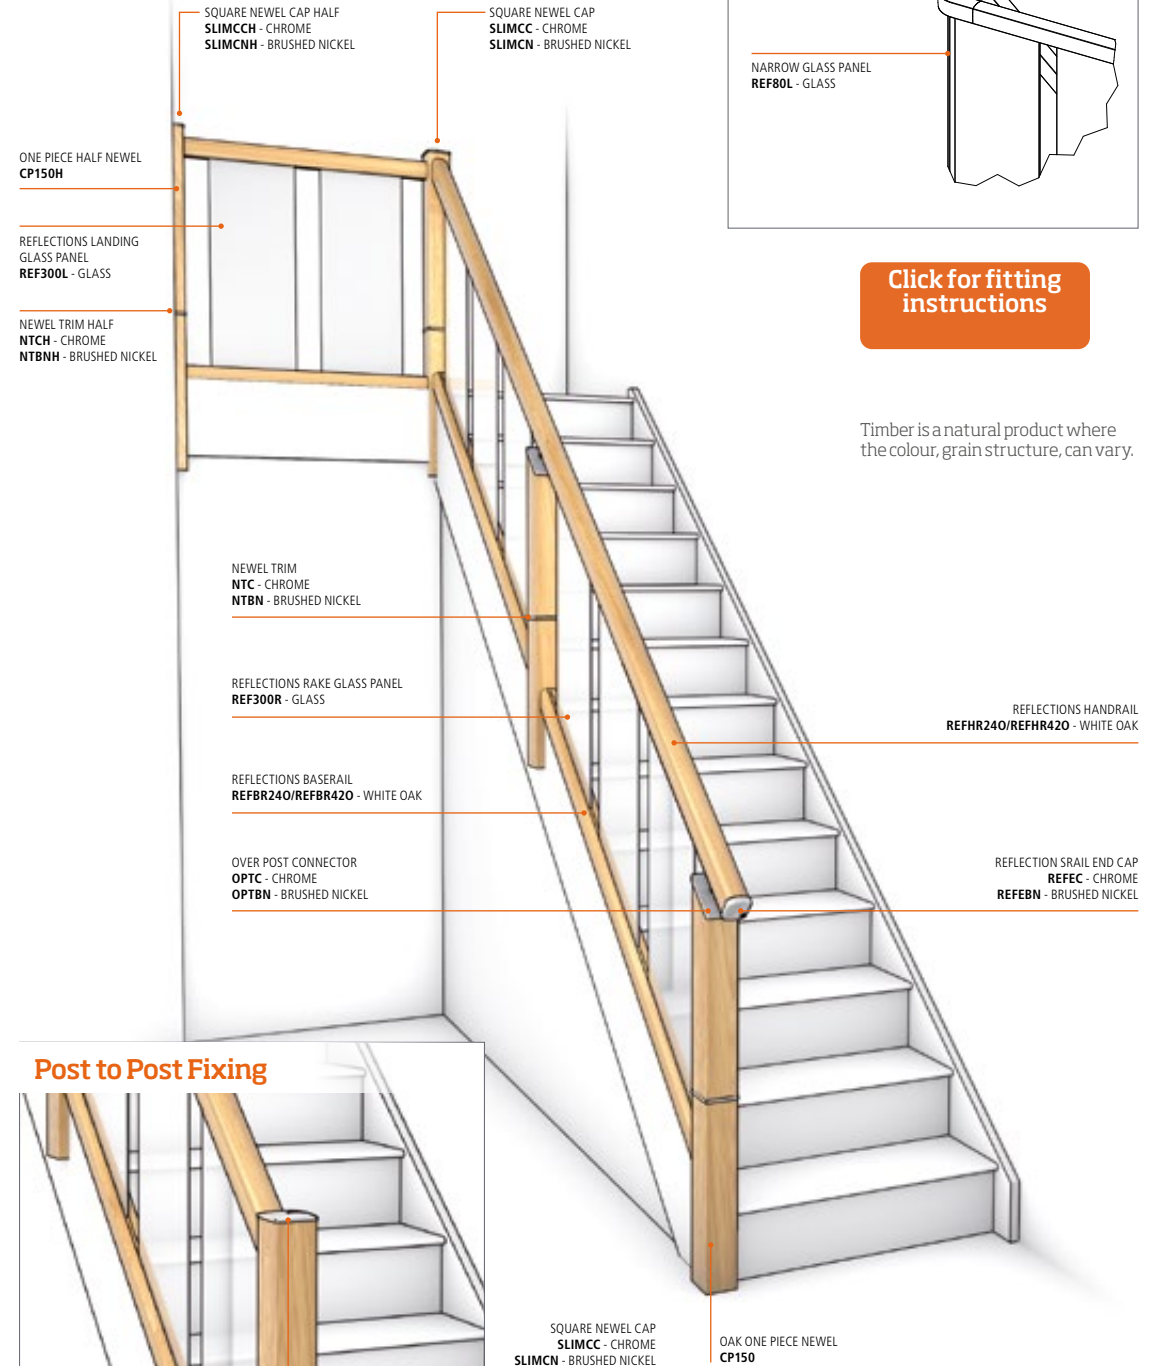 SQUARE NEWEL CAP HALF
SLIMCCH - CHROME
SLIMCNH - BRUSHED NICKEL
SQUARE NEWEL CAP
SLIMCC - CHROME
SLIMCN - BRUSHED NICKEL
NARROW GLASS PANEL
REF80L - GLASS
ONE PIECE HALF NEWEL
CP150H
REFLECTIONS LANDING
GLASS PANEL
REF300L - GLASS
NEWEL TRIM HALF
NTCH - CHROME
NTBNH - BRUSHED NICKEL
Click for fitting
instructions
Timber is a natural product where
the colour, grain structure, can vary.
NEWEL TRIM
NTC - CHROME
NTBN - BRUSHED NICKEL
REFLECTIONS RAKE GLASS PANEL
REF300R - GLASS
REFLECTIONS HANDRAIL
REFHR24O/REFHR42O - WHITE OAK
REFLECTIONS BASERAIL
REFBR24O/REFBR42O - WHITE OAK
OVER POST CONNECTOR
OPTC - CHROME
OPTBN - BRUSHED NICKEL
REFLECTION SRAIL END CAP
REFEC - CHROME
REFEBN - BRUSHED NICKEL
Post to Post Fixing
SQUARE NEWEL CAP
SLIMCC - CHROME
SLIMCN - BRUSHED NICKEL
OAK ONE PIECE NEWEL
CP150